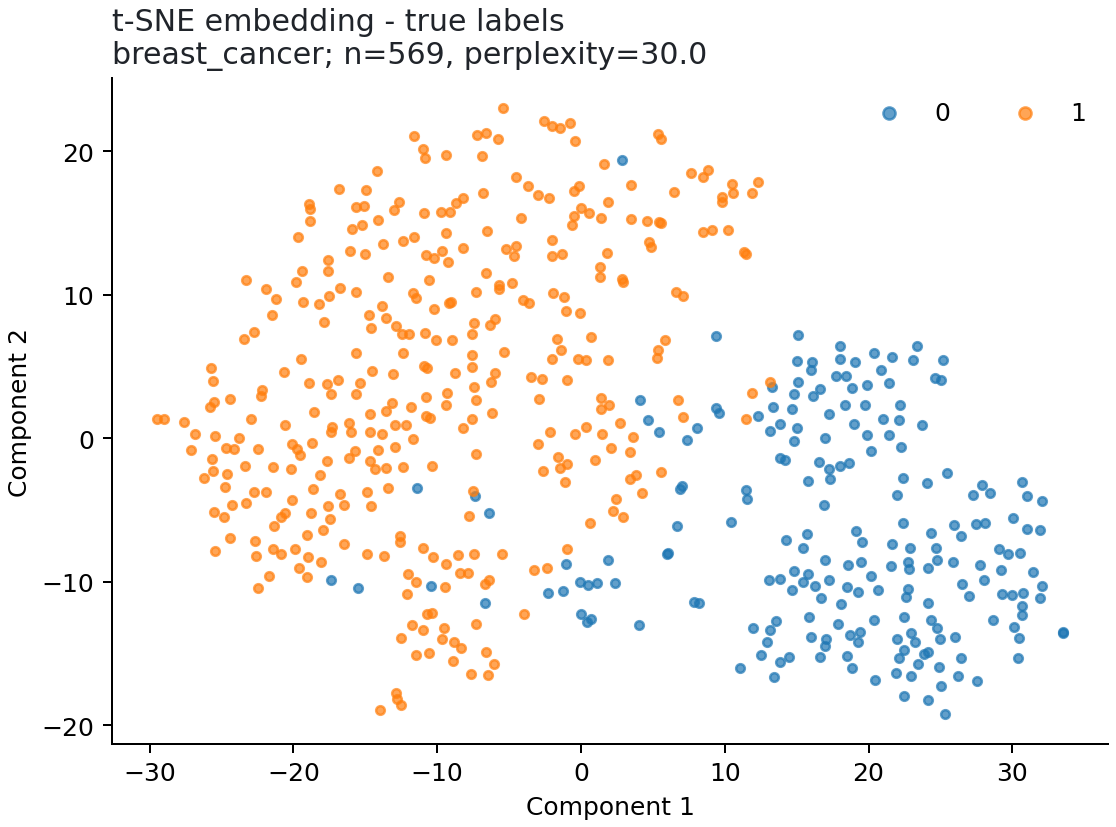 t-SNE embedding - true labels
breast_cancer; n=569, perplexity=30.0
0 1
20
10
0
−10
−20
Component 2
−30 −20 −10 0 10 20 30
Component 1